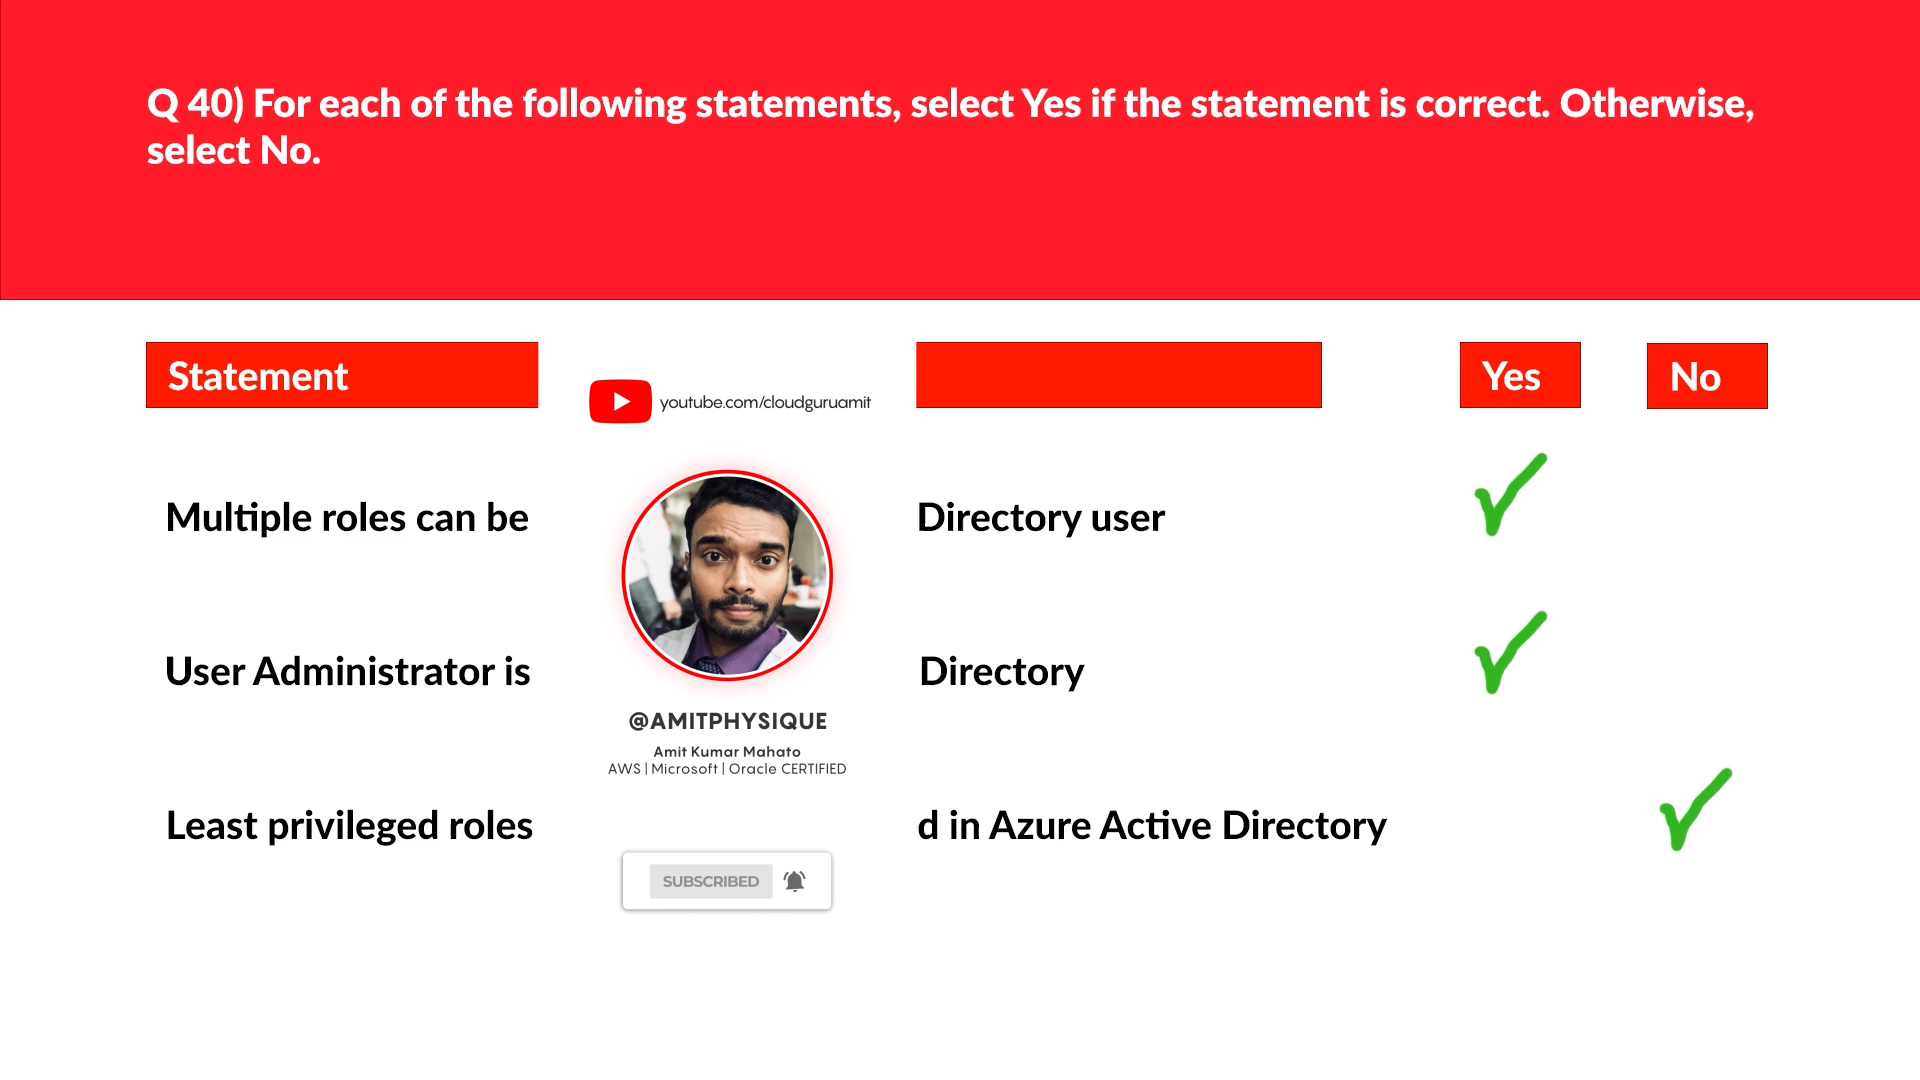 Q 40) For each of the following statements, select Yes if the statement is correct. Otherwise,
select No.
Statement
Yes
No
youtube.com/cloudguruamit
Multiple roles can be
Directory user
User Administrator is
Directory
@AMITPHYSIQUE
Amit Kumar Mahato
AWS | Microsoft | Oracle CERTIFIED
Least privileged roles
d in Azure Active Directory
SUBSCRIBED